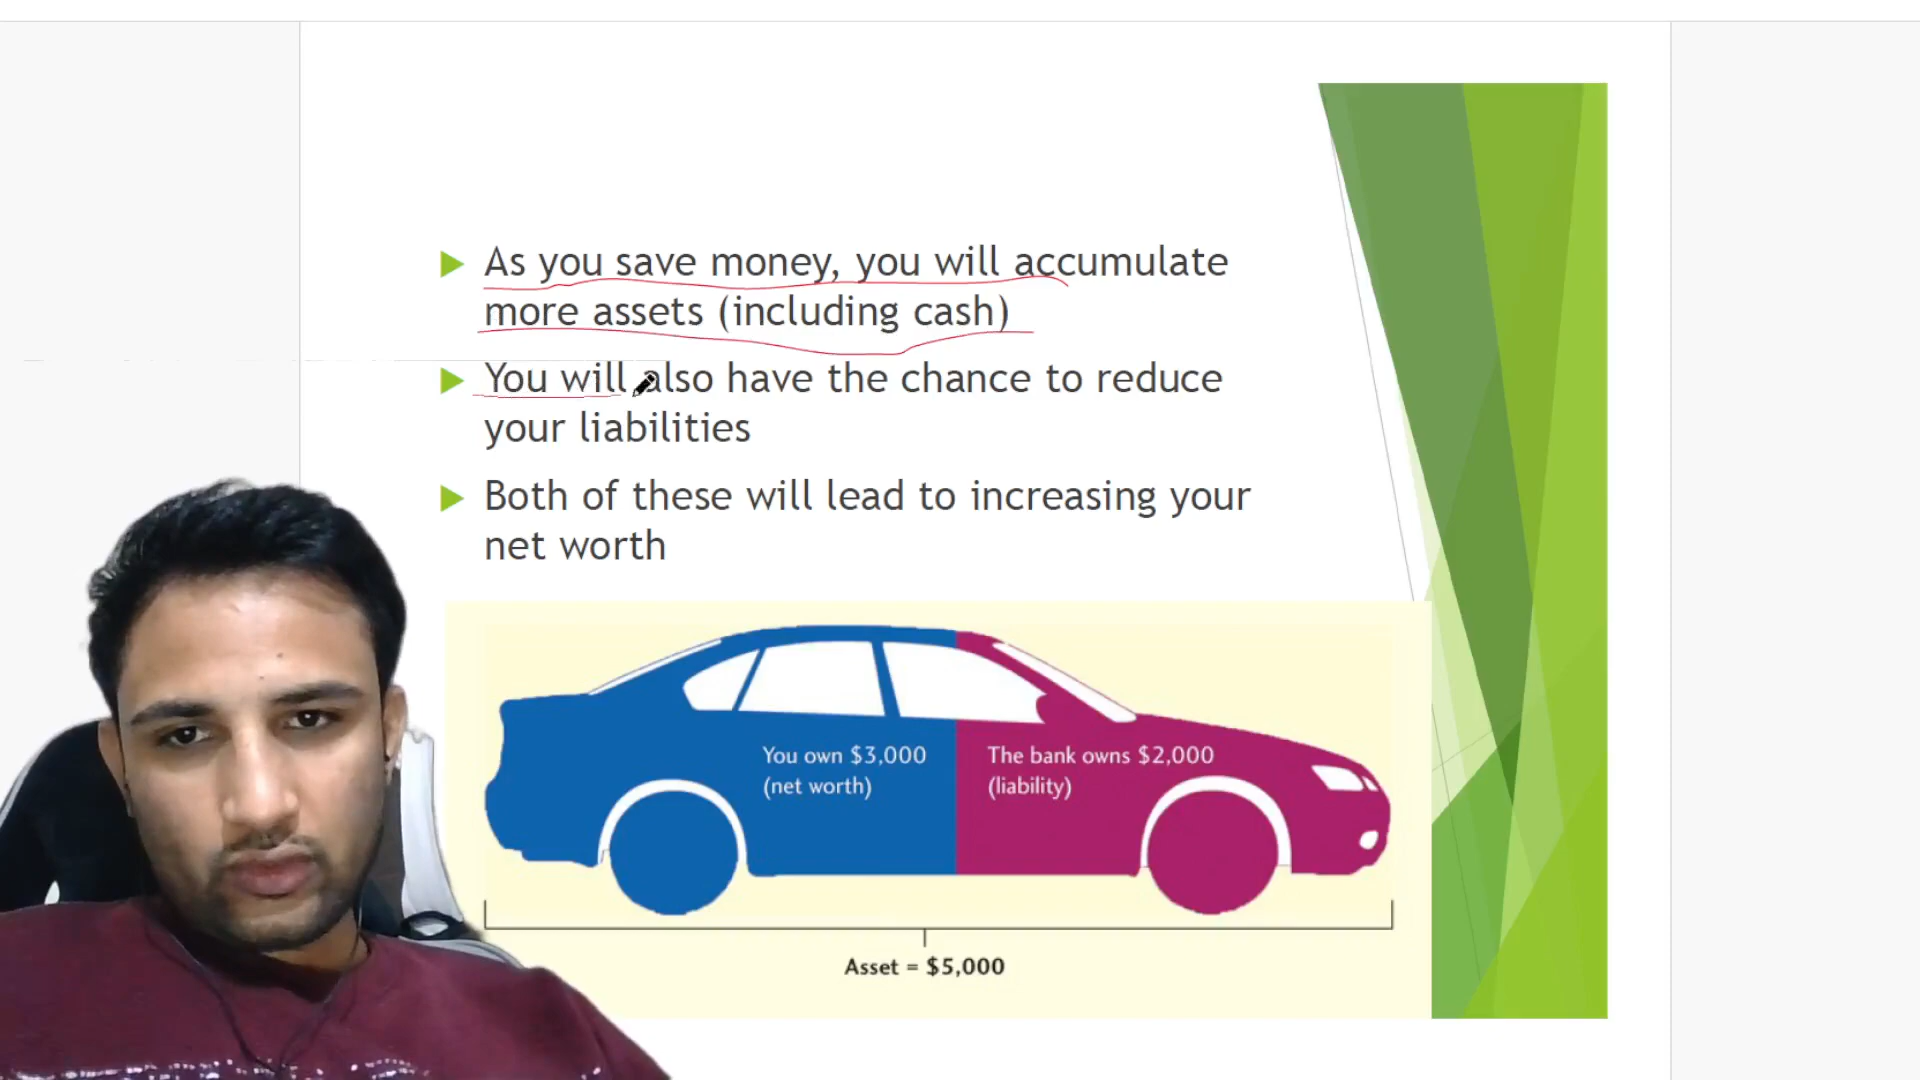 As you save money, you will accumulate
more assets (including cash)
You will also have the chance to reduce
your liabilities
Both of these will lead to increasing your
net worth
You own $3,000
(net worth)
The bank owns $2,000
(liability)
Asset = $5,000